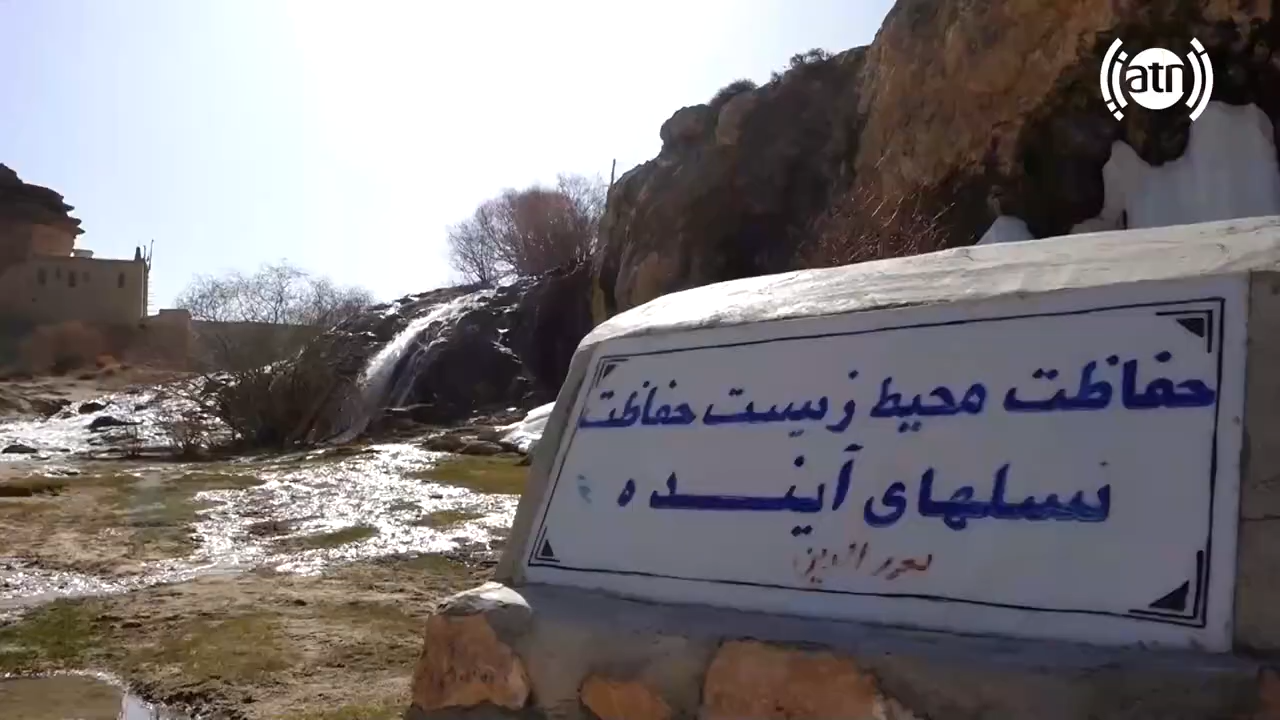 atn
حفاظت محیط زیست حفاظت
نسلهای آینده